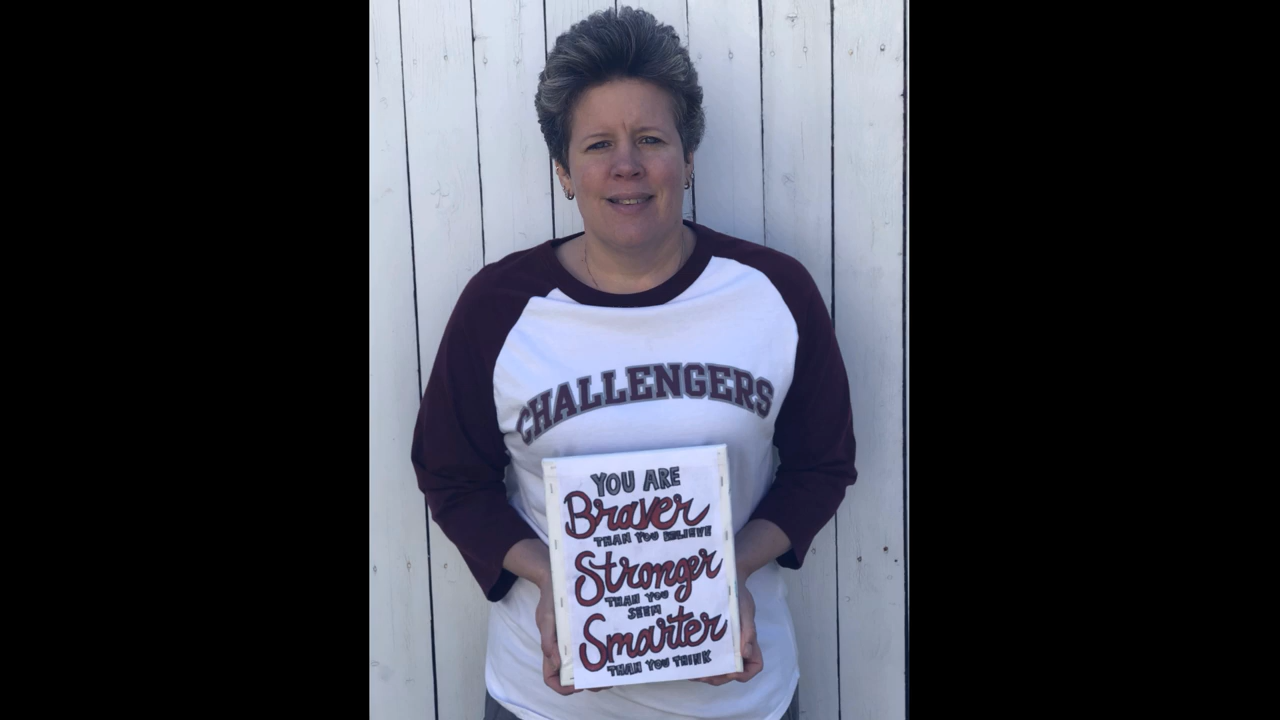 CHALLENGERS
YOU ARE
Braver
THAN YOU BELIEVE
Stronger
THAN YOU
SEEM
Smarter
THAN YOU THINK